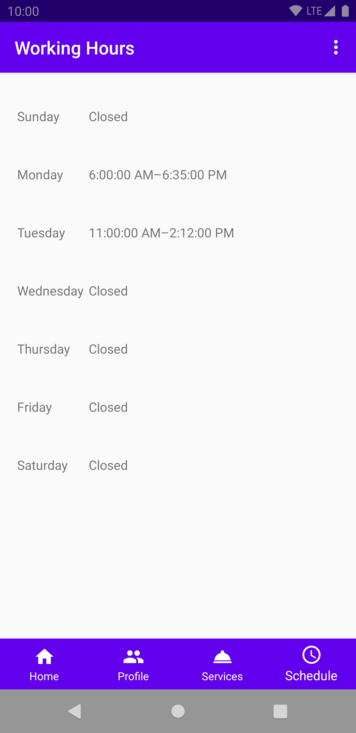 10:00 LTE
Working Hours
Sunday Closed
Monday 6:00:00 AM–6:35:00 PM
Tuesday 11:00:00 AM–2:12:00 PM
Wednesday Closed
Thursday Closed
Friday Closed
Saturday Closed
Home Profile Services Schedule